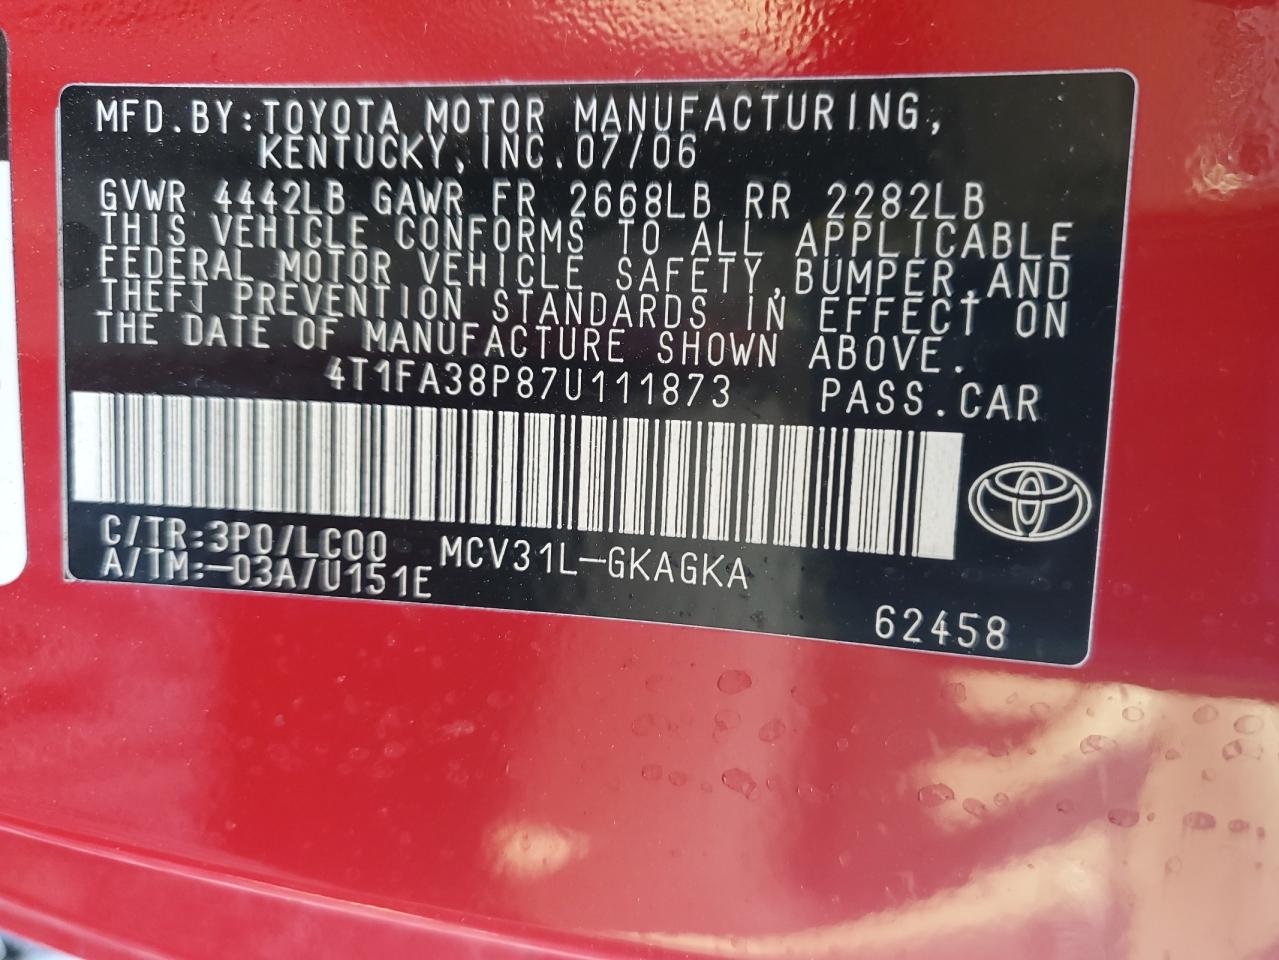 MFD.BY:TOYOTA MOTOR MANUFACTURING,
KENTUCKY,INC.07/06
GVWR 4442LB GAWR FR 2668LB RR 2282LB
THIS VEHICLE CONFORMS TO ALL APPLICABLE
FEDERAL MOTOR VEHICLE SAFETY,BUMPER,AND
THEFT PREVENTION STANDARDS IN EFFECT ON
THE DATE OF MANUFACTURE SHOWN ABOVE.
4T1FA38P87U111873 PASS.CAR
C/TR:3P0/LC00 MCV31L-GKAGKA
A/TM:-03A/U151E
62458